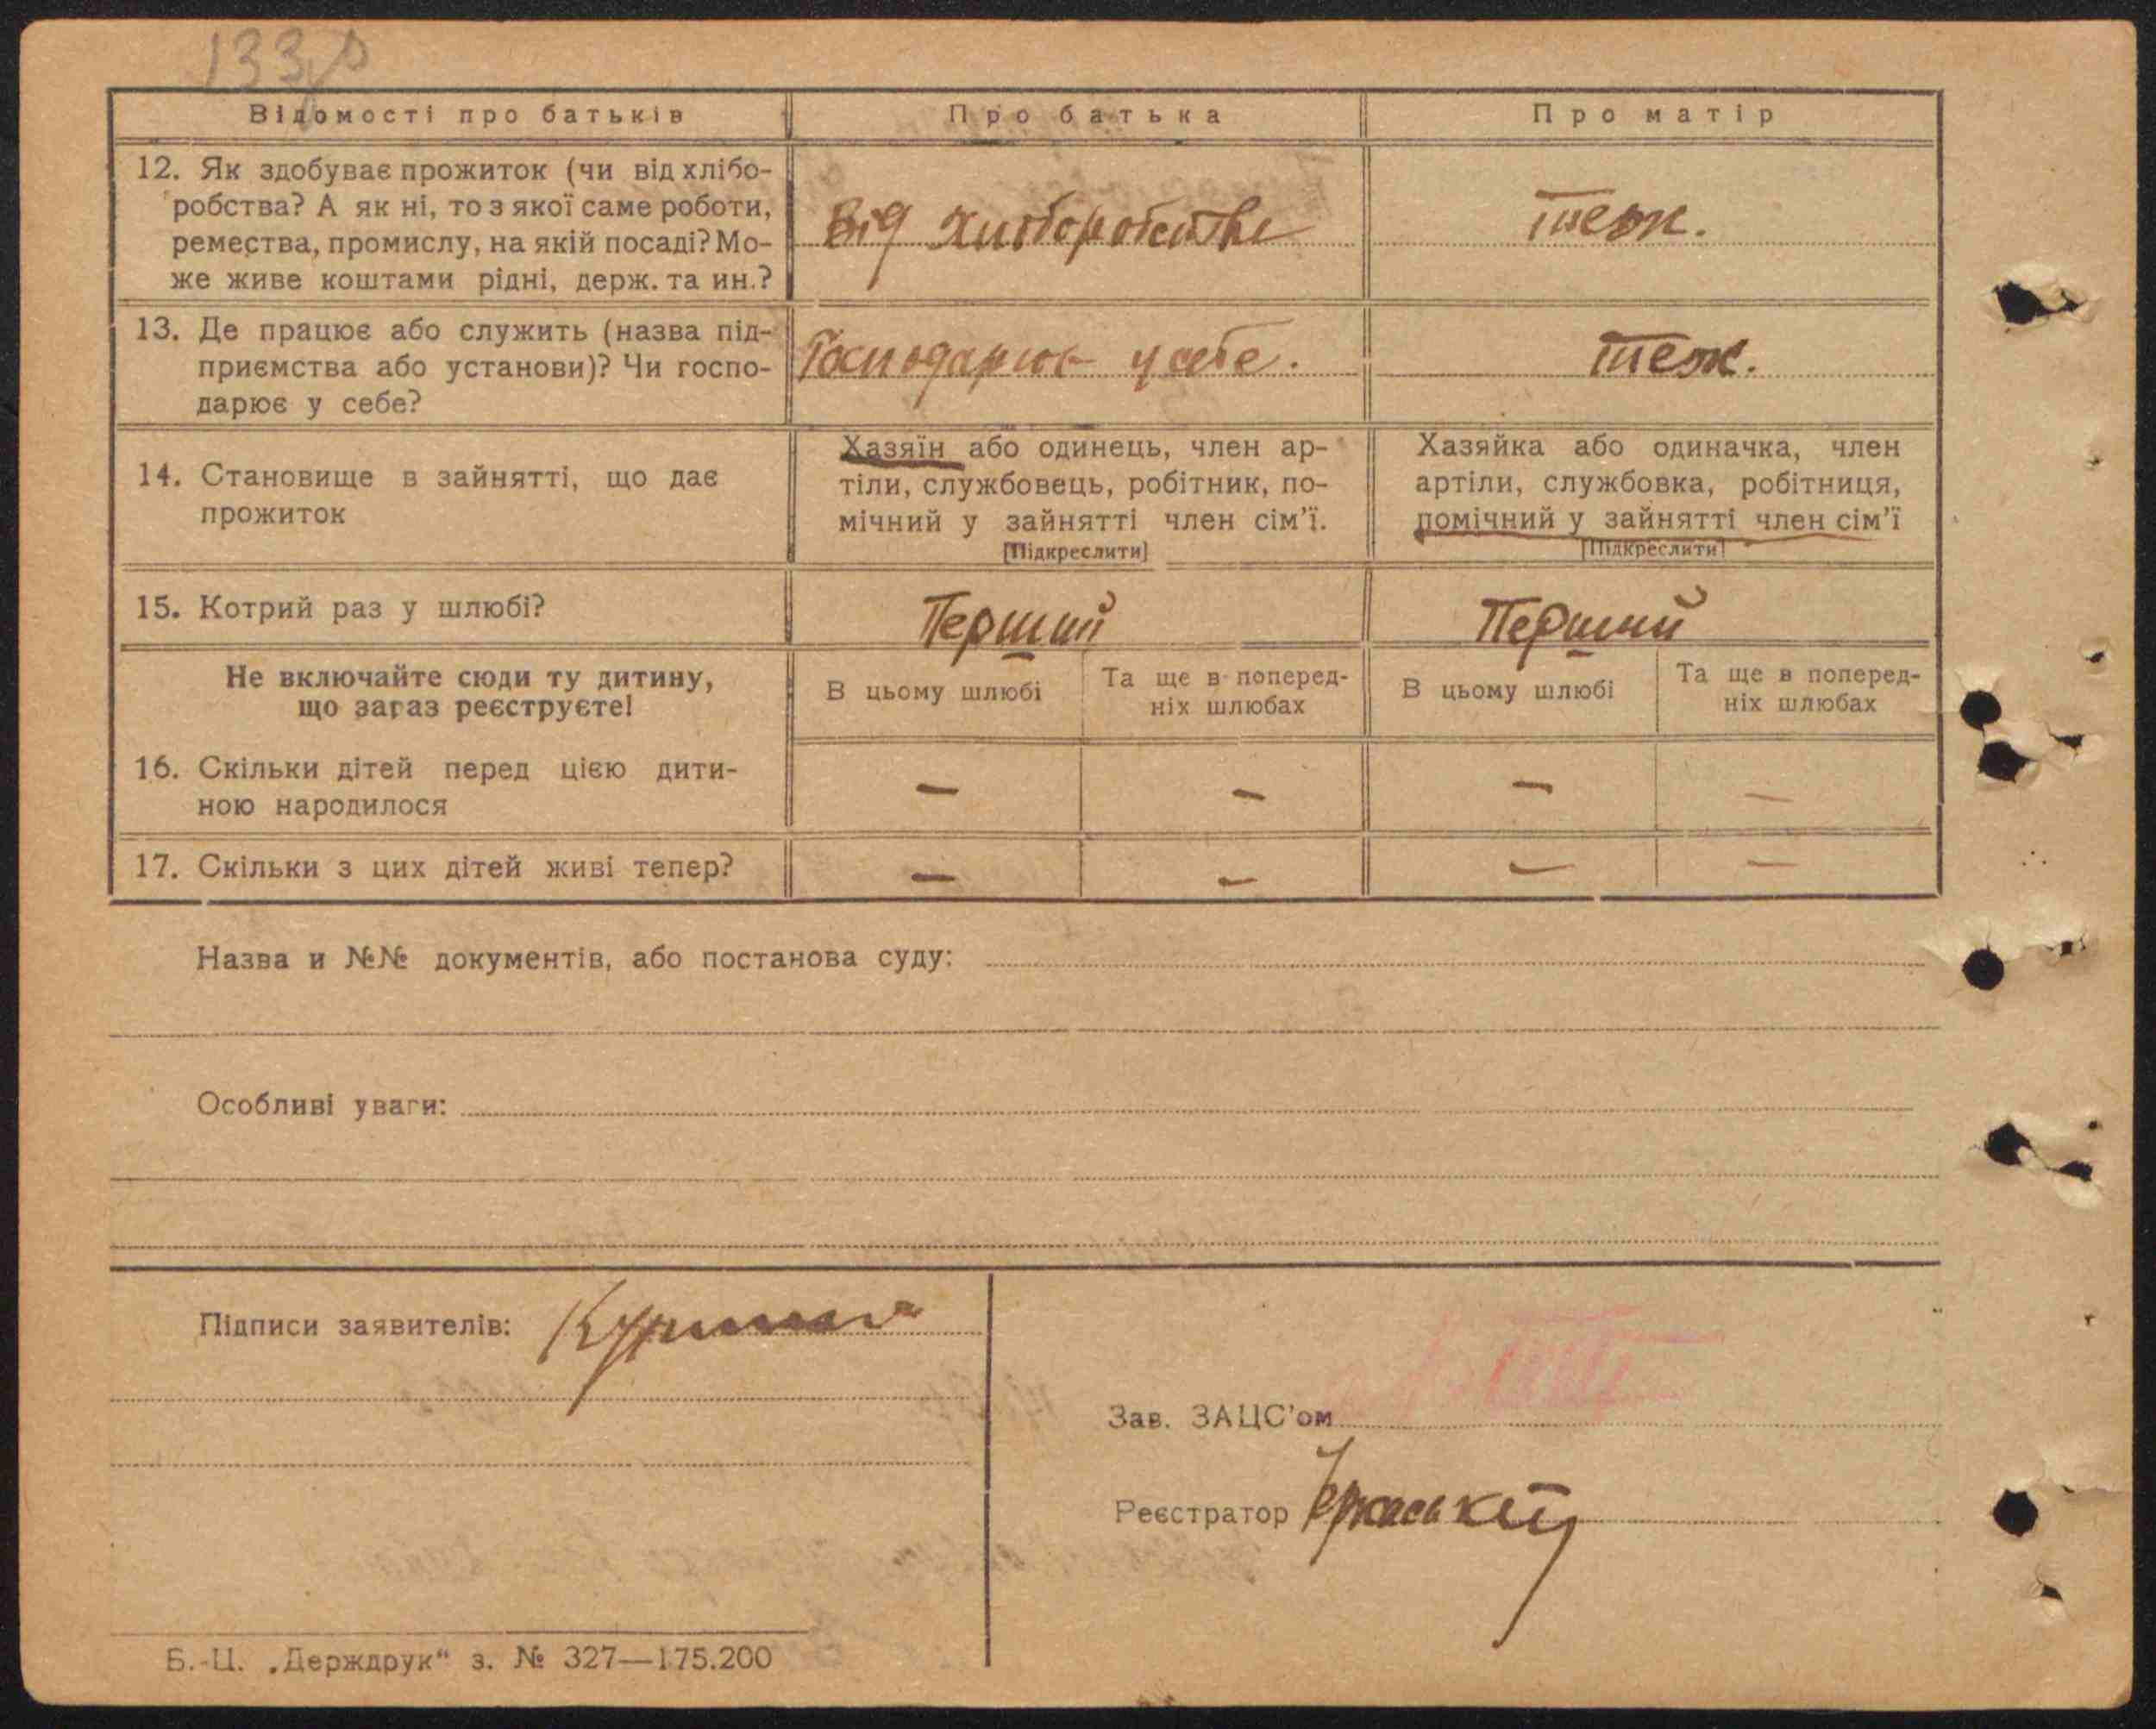 133
Відомості про батьків
Про батька
Про матір
12. Як здобуває прожиток (чи від хлібо-
робства? А як ні, то з якої саме роботи,
ремества, промислу, на якій посаді? Мо-
же живе коштами рідні, держ. та ин.?
Від хліборобства
теж.
13. Де працює або служить (назва під-
приємства або установи)? Чи госпо-
дарює у себе?
Господарює у себе.
теж.
14. Становище в зайнятті, що дає
прожиток
Хазяїн або одинець, член ар-
тіли, службовець, робітник, по-
мічний у зайнятті член сім'ї.
[Підкреслити]
Хазяйка або одиначка, член
артіли, службовка, робітниця,
помічний у зайнятті член сім'ї
[Підкреслити]
15. Котрий раз у шлюбі?
Перший
Перший
Не включайте сюди ту дитину,
що зараз реєструєте!
В цьому шлюбі
Та ще в поперед-
ніх шлюбах
В цьому шлюбі
Та ще в поперед-
ніх шлюбах
16. Скільки дітей перед цією дити-
ною народилося
— — — —
17. Скільки з цих дітей живі тепер?
— — — —
Назва и №№ документів, або постанова суду:
Особливі уваги:
Підписи заявителів:
Зав. ЗАЦС'ом
Реєстратор
Б.-Ц. „Держдрук“ з. № 327—175.200